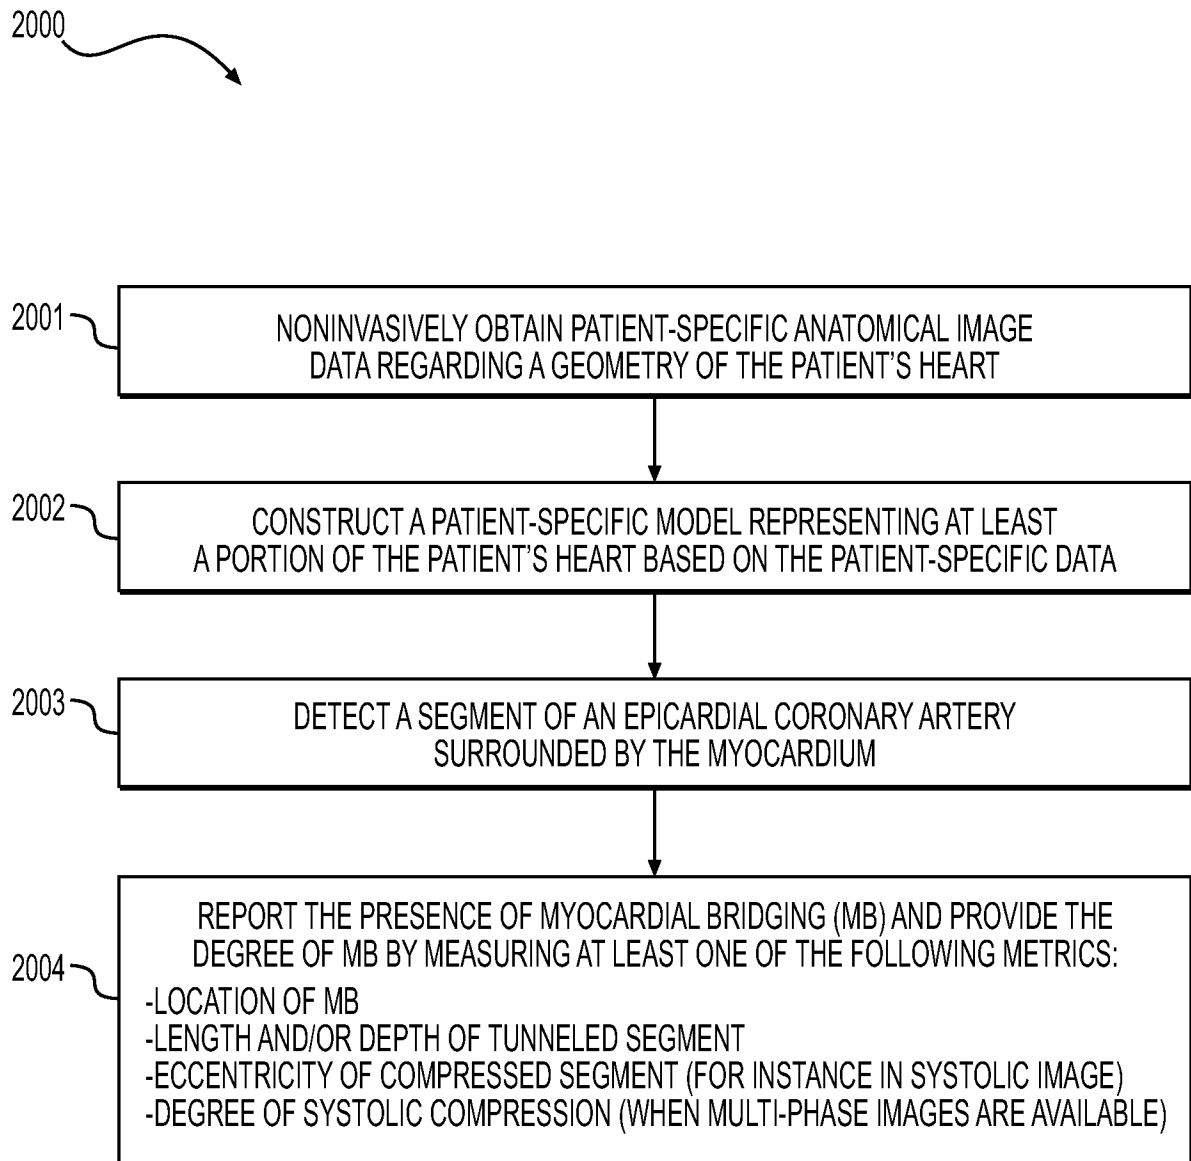 2000
2001
NONINVASIVELY OBTAIN PATIENT-SPECIFIC ANATOMICAL IMAGE
DATA REGARDING A GEOMETRY OF THE PATIENT'S HEART
2002
CONSTRUCT A PATIENT-SPECIFIC MODEL REPRESENTING AT LEAST
A PORTION OF THE PATIENT'S HEART BASED ON THE PATIENT-SPECIFIC DATA
2003
DETECT A SEGMENT OF AN EPICARDIAL CORONARY ARTERY
SURROUNDED BY THE MYOCARDIUM
2004
REPORT THE PRESENCE OF MYOCARDIAL BRIDGING (MB) AND PROVIDE THE
DEGREE OF MB BY MEASURING AT LEAST ONE OF THE FOLLOWING METRICS:
-LOCATION OF MB
-LENGTH AND/OR DEPTH OF TUNNELED SEGMENT
-ECCENTRICITY OF COMPRESSED SEGMENT (FOR INSTANCE IN SYSTOLIC IMAGE)
-DEGREE OF SYSTOLIC COMPRESSION (WHEN MULTI-PHASE IMAGES ARE AVAILABLE)